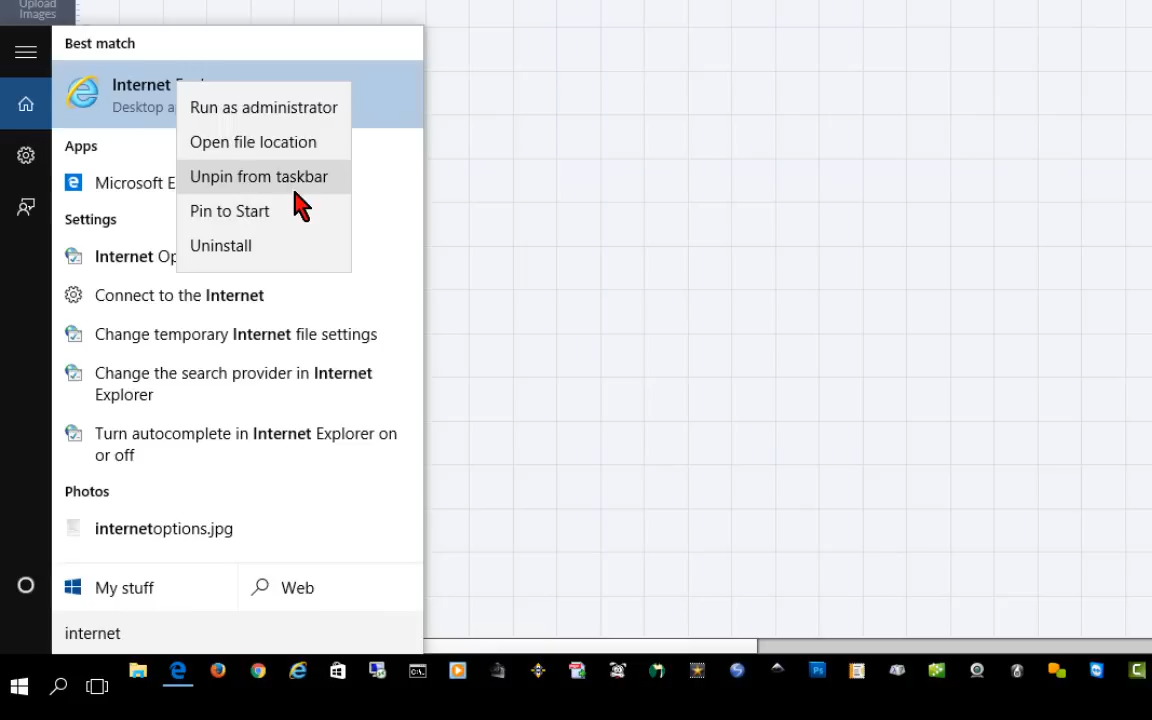 Upload
Images
Best match
Internet
Desktop
Run as administrator
Open file location
Unpin from taskbar
Pin to Start
Uninstall
Apps
Microsoft E
Settings
Internet Op
Connect to the Internet
Change temporary Internet file settings
Change the search provider in Internet
Explorer
Turn autocomplete in Internet Explorer on
or off
Photos
internetoptions.jpg
My stuff
Web
internet